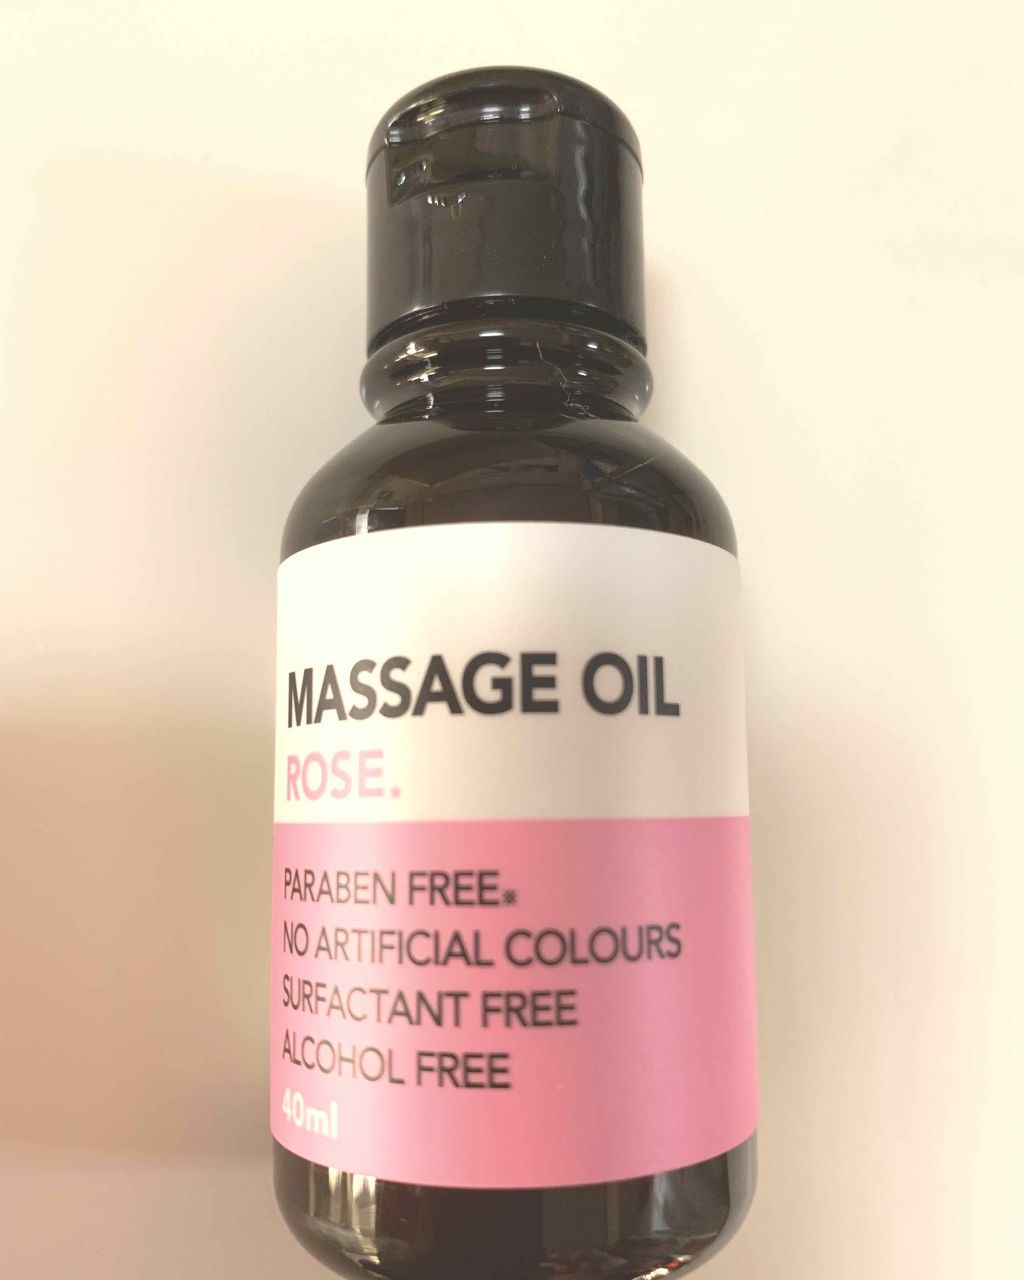 MASSAGE OIL
ROSE.*
PARABEN FREE※
NO ARTIFICIAL COLOURS
SURFACTANT FREE
ALCOHOL FREE
40ml